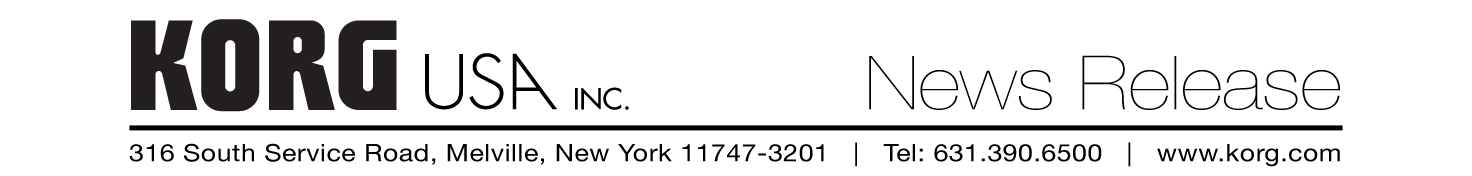 KORG USA INC. News Release
316 South Service Road, Melville, New York 11747-3201 | Tel: 631.390.6500 | www.korg.com